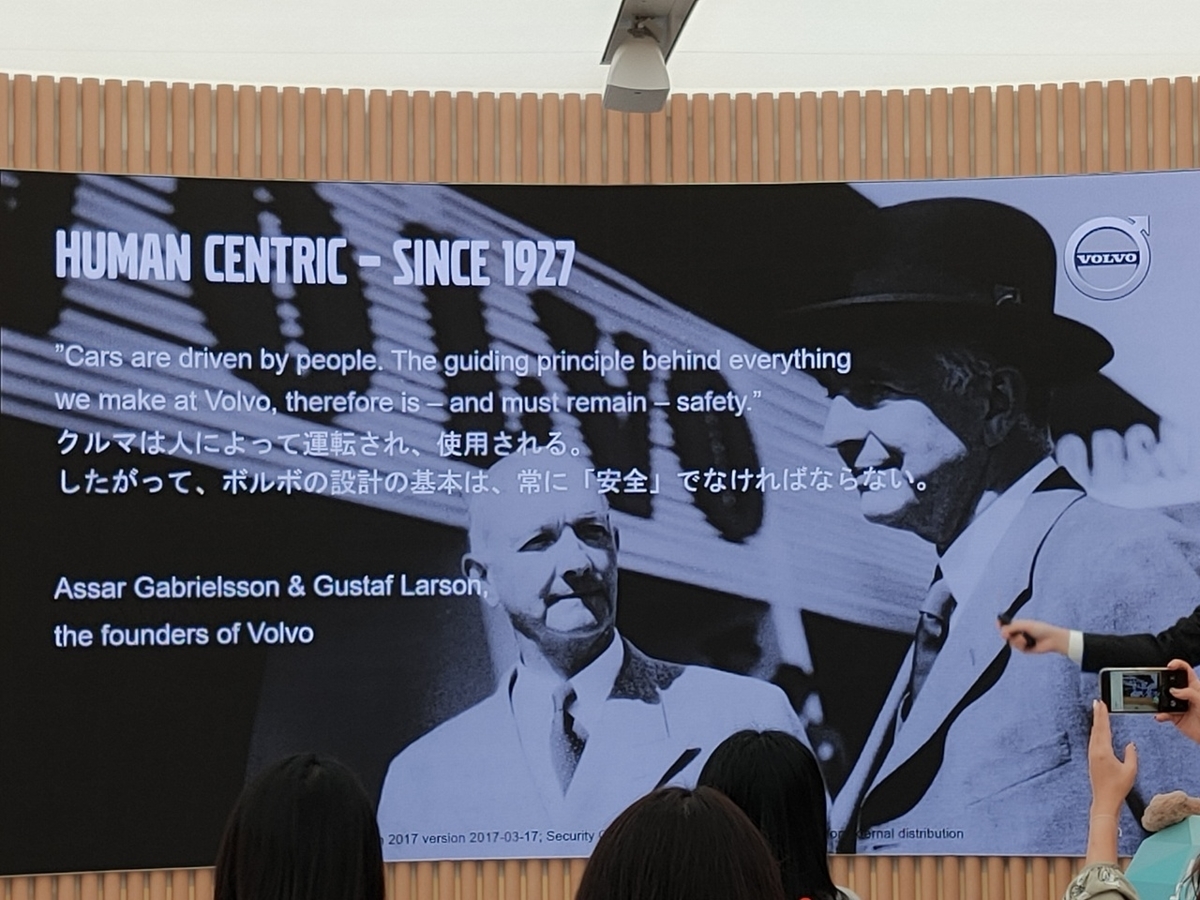 HUMAN CENTRIC – SINCE 1927
VOLVO
"Cars are driven by people. The guiding principle behind everything
we make at Volvo, therefore is – and must remain – safety."
クルマは人によって運転され、使用される。
したがって、ボルボの設計の基本は、常に「安全」でなければならない。
Assar Gabrielsson & Gustaf Larson,
the founders of Volvo
2017 version 2017-03-17; Security distribution